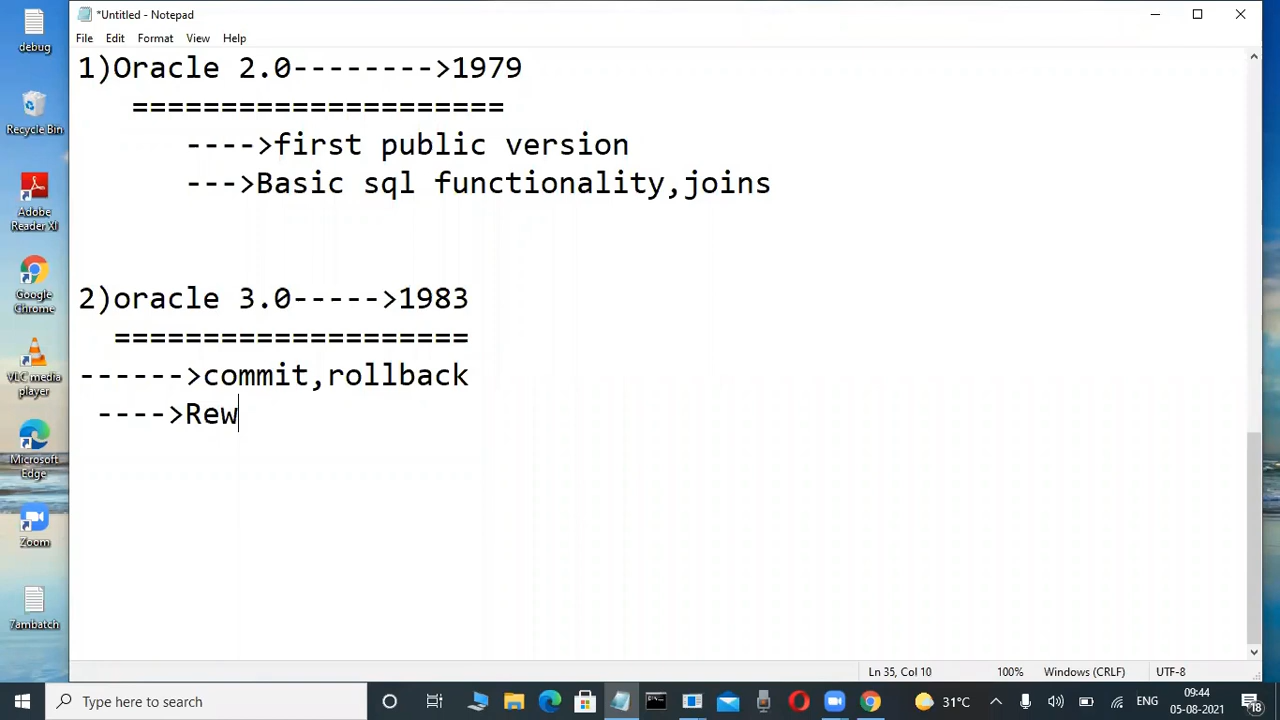 *Untitled - Notepad
File Edit Format View Help
1)Oracle 2.0-------->1979
=====================
---->first public version
--->Basic sql functionality,joins
2)oracle 3.0----->1983
====================
------>commit,rollback
---->Rew
debug
Recycle Bin
Adobe
Reader XI
Google
Chrome
VLC media
player
Microsoft
Edge
Zoom
7ambatch
Ln 35, Col 10 100% Windows (CRLF) UTF-8
Type here to search
31°C ENG 09:44
05-08-2021
18